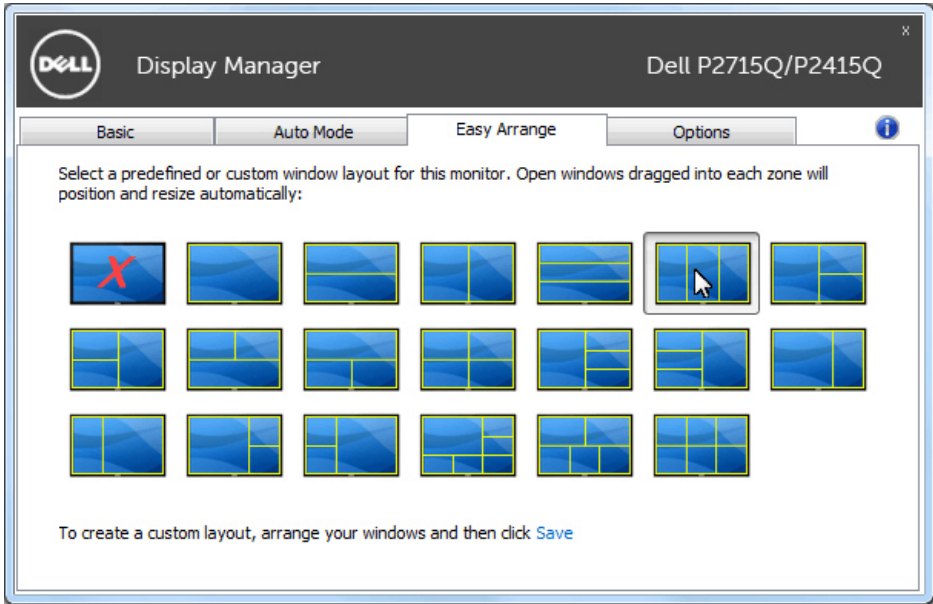 DELL
Display Manager
Dell P2715Q/P2415Q
x
Basic
Auto Mode
Easy Arrange
Options
i
Select a predefined or custom window layout for this monitor. Open windows dragged into each zone will
position and resize automatically:
X
To create a custom layout, arrange your windows and then click Save